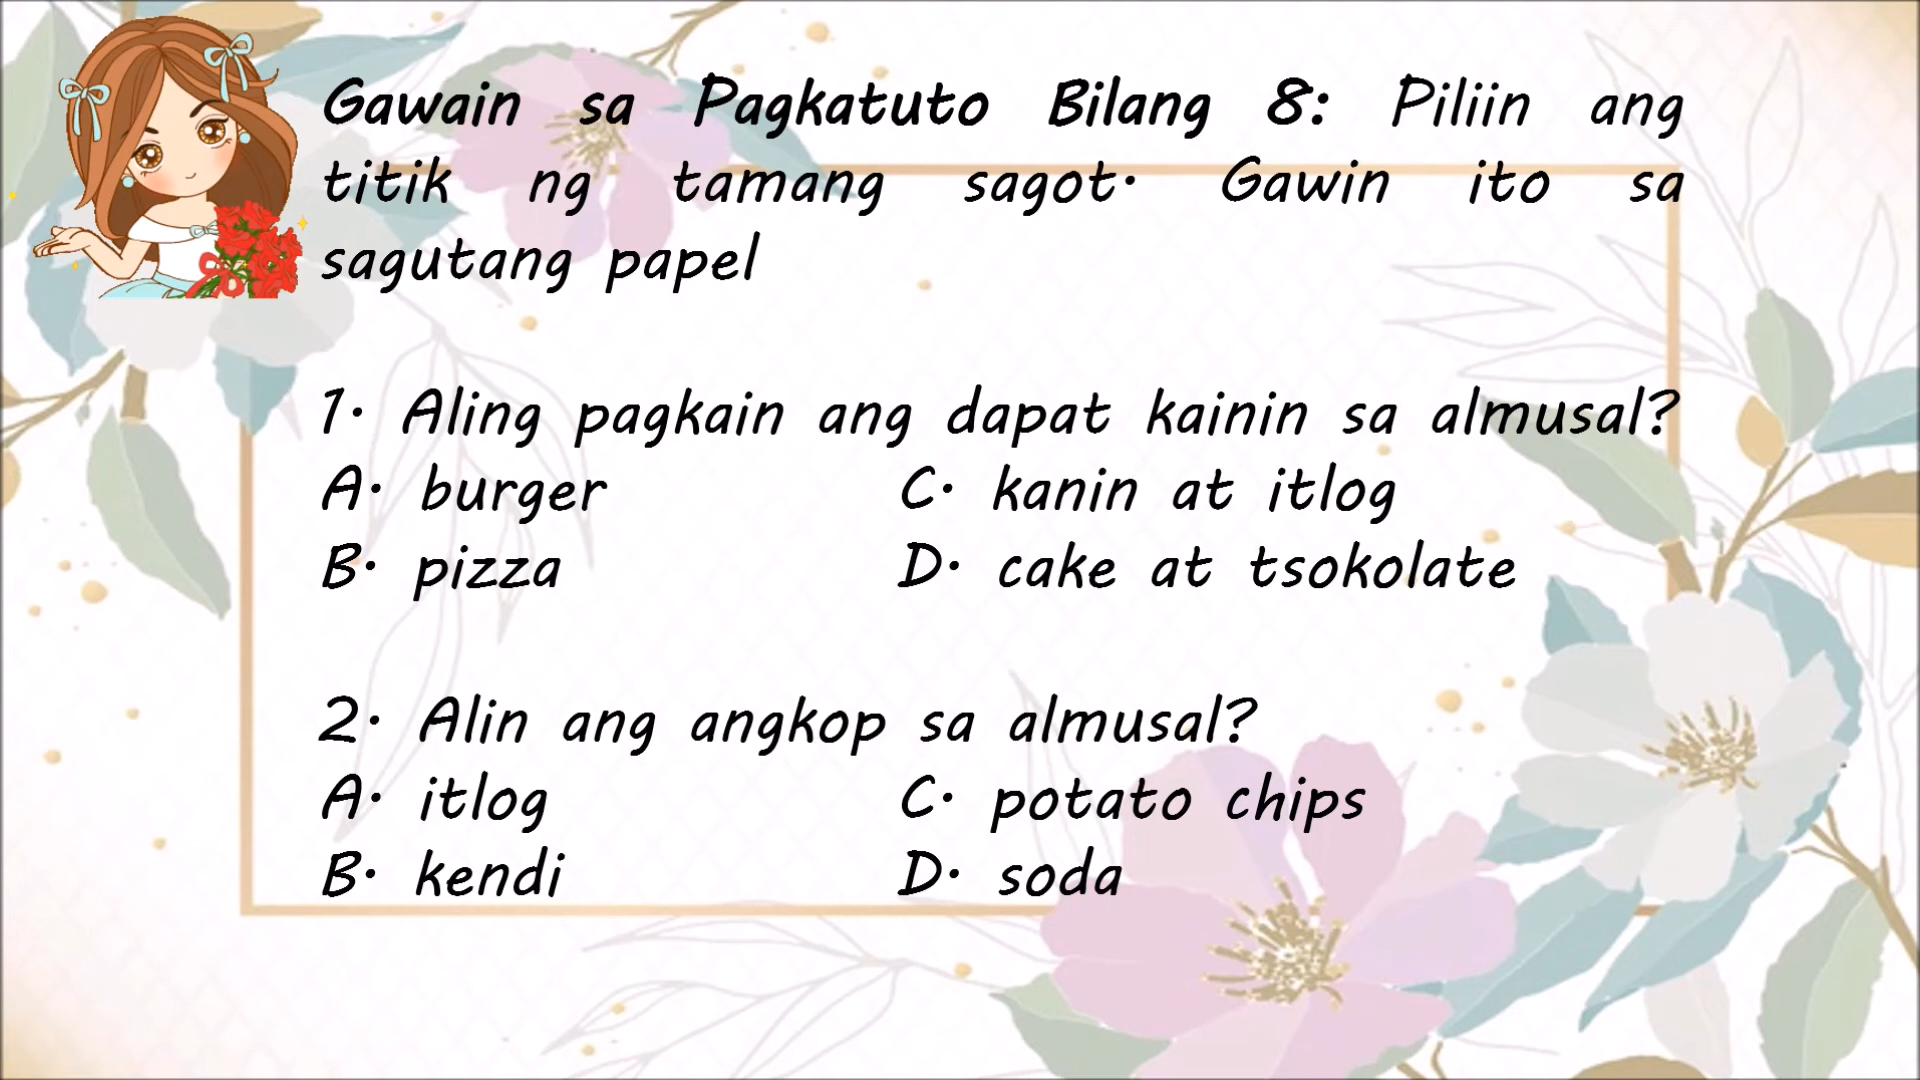 Gawain sa Pagkatuto Bilang 8: Piliin ang
titik ng tamang sagot. Gawin ito sa
sagutang papel
1. Aling pagkain ang dapat kainin sa almusal?
A. burger C. kanin at itlog
B. pizza D. cake at tsokolate
2. Alin ang angkop sa almusal?
A. itlog C. potato chips
B. kendi D. soda